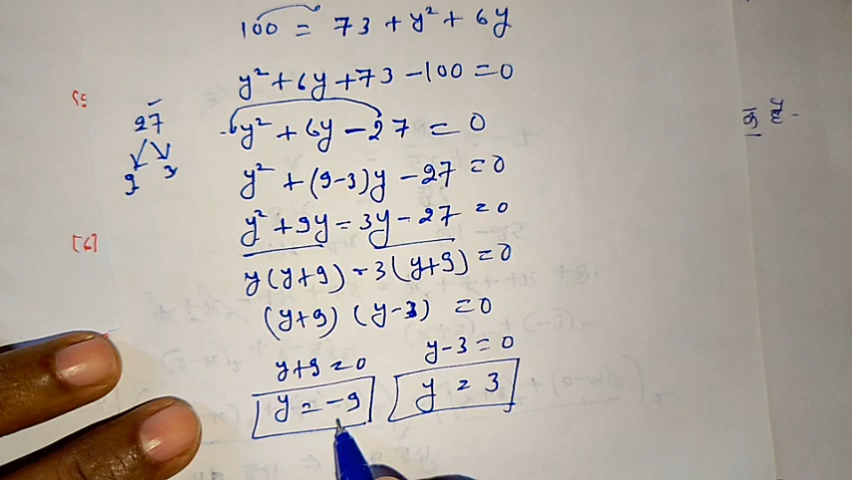 100 = 73 + y² + 6y
y² + 6y + 73 - 100 = 0
27
y² + 6y - 27 = 0
9 3
y² + (9-3)y - 27 = 0
y² + 9y = 3y - 27 = 0
y(y+9) - 3(y+9) = 0
(y+9) (y-3) = 0
y+9 = 0 y-3 = 0
y = -9 y = 3